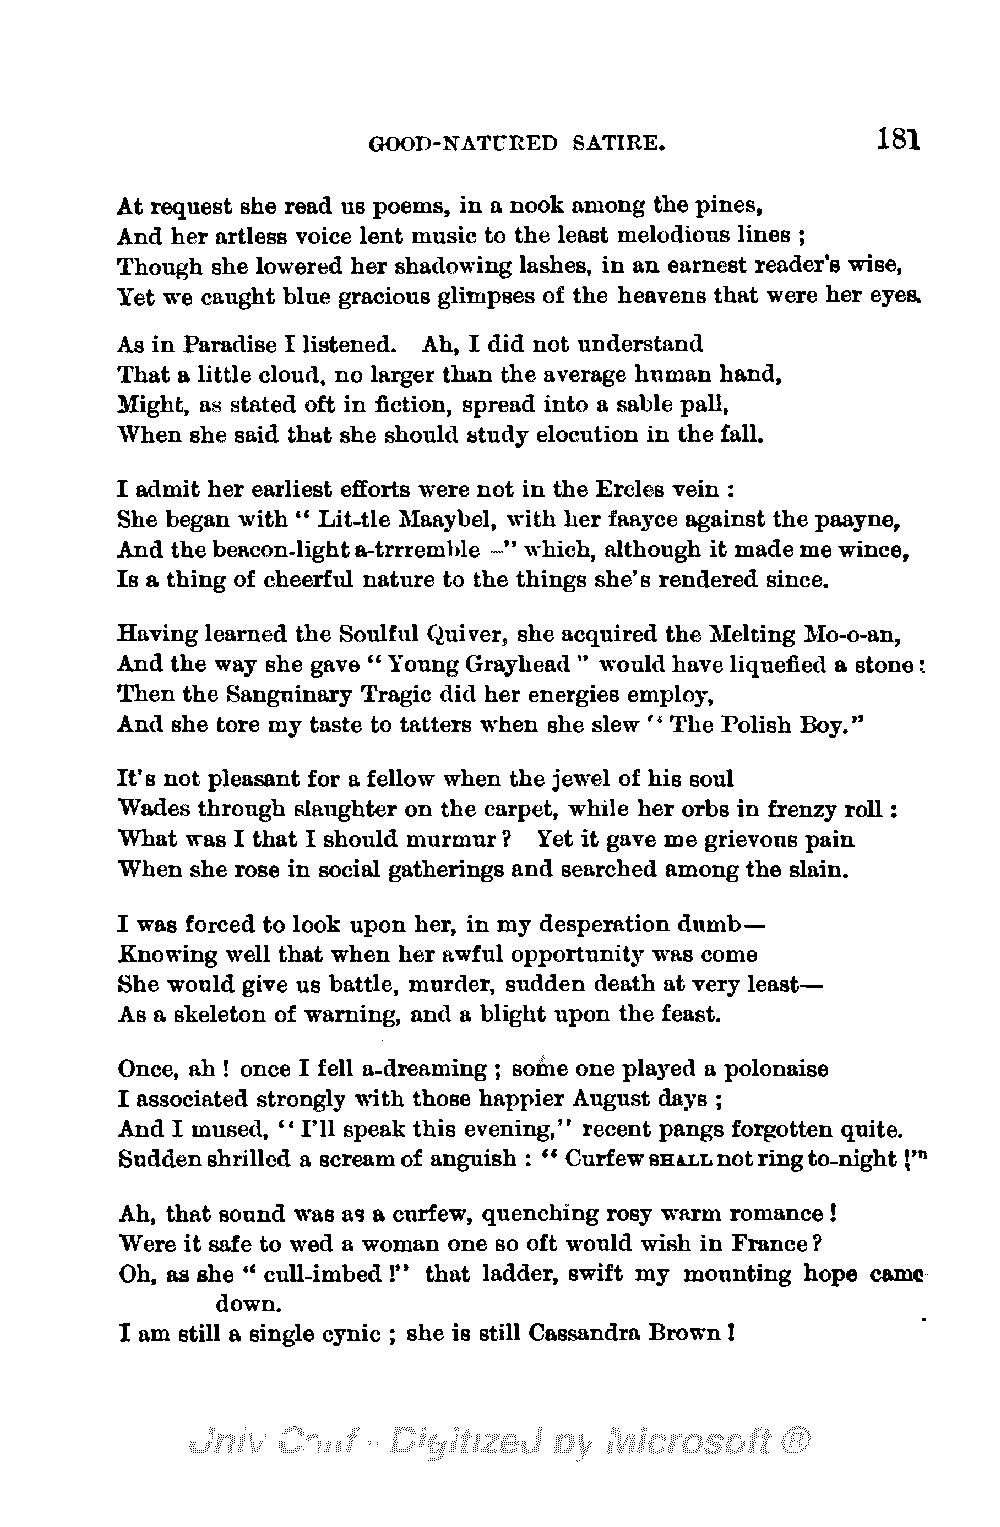 GOOD-NATURED SATIRE. 181
At request she read us poems, in a nook among the pines,
And her artless voice lent music to the least melodious lines ;
Though she lowered her shadowing lashes, in an earnest reader's wise,
Yet we caught blue gracious glimpses of the heavens that were her eyes.
As in Paradise I listened. Ah, I did not understand
That a little cloud, no larger than the average human hand,
Might, as stated oft in fiction, spread into a sable pall,
When she said that she should study elocution in the fall.
I admit her earliest efforts were not in the Ercles vein :
She began with “ Lit-tle Maaybel, with her faayce against the paayne,
And the beacon-light a-trrremble —” which, although it made me wince,
Is a thing of cheerful nature to the things she's rendered since.
Having learned the Soulful Quiver, she acquired the Melting Mo-o-an,
And the way she gave “ Young Grayhead ” would have liquefied a stone :
Then the Sanguinary Tragic did her energies employ,
And she tore my taste to tatters when she slew “ The Polish Boy.”
It's not pleasant for a fellow when the jewel of his soul
Wades through slaughter on the carpet, while her orbs in frenzy roll :
What was I that I should murmur ? Yet it gave me grievous pain
When she rose in social gatherings and searched among the slain.
I was forced to look upon her, in my desperation dumb—
Knowing well that when her awful opportunity was come
She would give us battle, murder, sudden death at very least—
As a skeleton of warning, and a blight upon the feast.
Once, ah ! once I fell a-dreaming ; some one played a polonaise
I associated strongly with those happier August days ;
And I mused, “ I'll speak this evening,” recent pangs forgotten quite.
Sudden shrilled a scream of anguish : “ Curfew SHALL not ring to-night !”
Ah, that sound was as a curfew, quenching rosy warm romance !
Were it safe to wed a woman one so oft would wish in France ?
Oh, as she “ cull-imbed !” that ladder, swift my mounting hope came
down.
I am still a single cynic ; she is still Cassandra Brown !
Univ Calif - Digitized by Microsoft ®